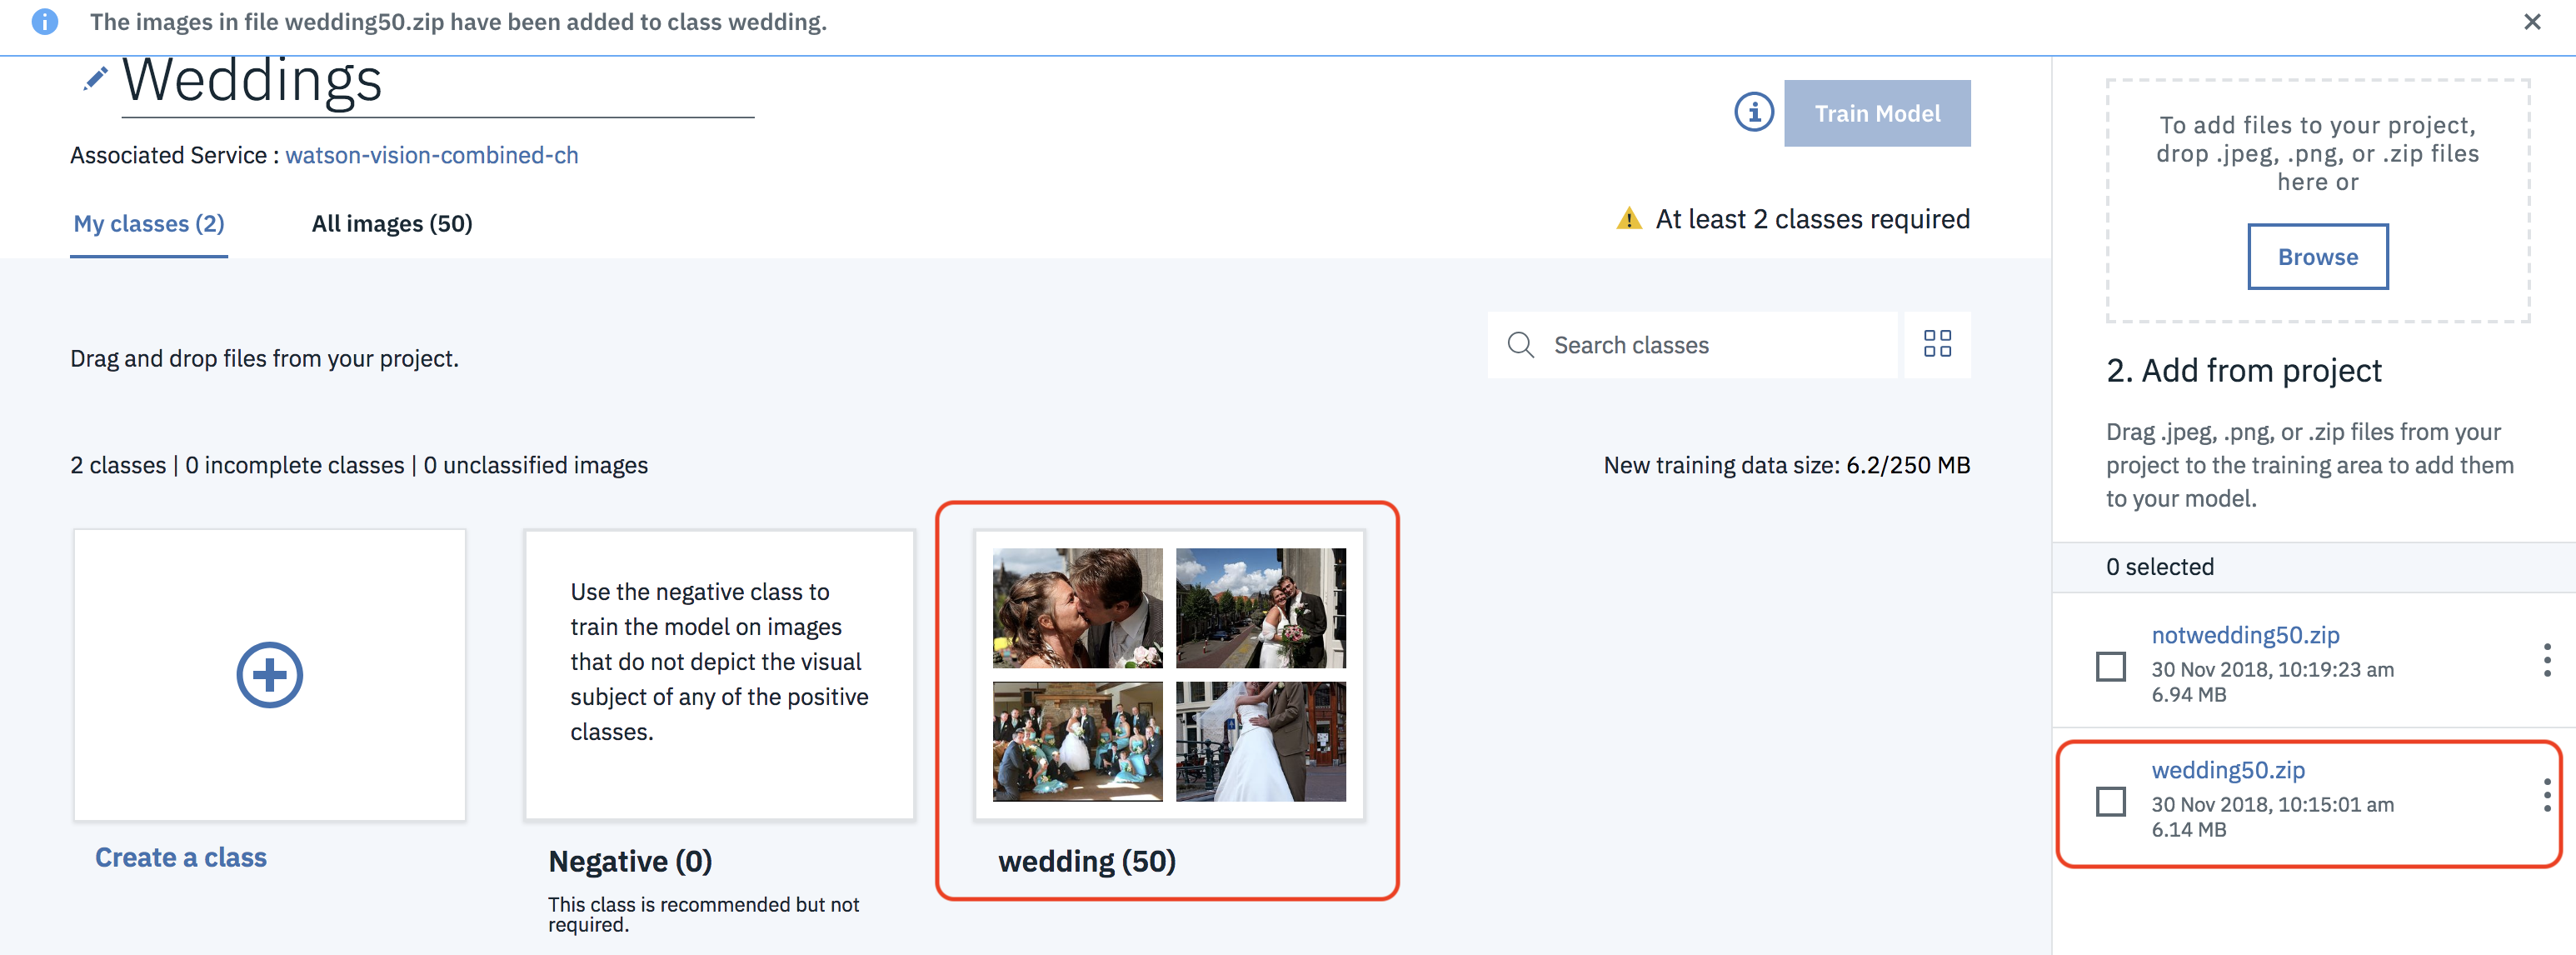 The images in file wedding50.zip have been added to class wedding.
Weddings
Train Model
Associated Service : watson-vision-combined-ch
My classes (2)
All images (50)
At least 2 classes required
Drag and drop files from your project.
Search classes
2 classes | 0 incomplete classes | 0 unclassified images
New training data size: 6.2/250 MB
Create a class
Use the negative class to
train the model on images
that do not depict the visual
subject of any of the positive
classes.
Negative (0)
This class is recommended but not
required.
wedding (50)
To add files to your project,
drop .jpeg, .png, or .zip files
here or
Browse
2. Add from project
Drag .jpeg, .png, or .zip files from your
project to the training area to add them
to your model.
0 selected
notwedding50.zip
30 Nov 2018, 10:19:23 am
6.94 MB
wedding50.zip
30 Nov 2018, 10:15:01 am
6.14 MB